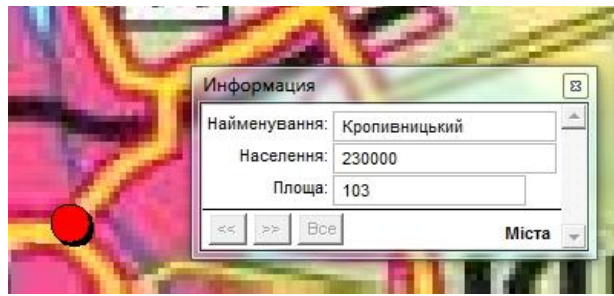 Информация
Найменування: Кропивницький
Населення: 230000
Площа: 103
<< >> Все
Міста